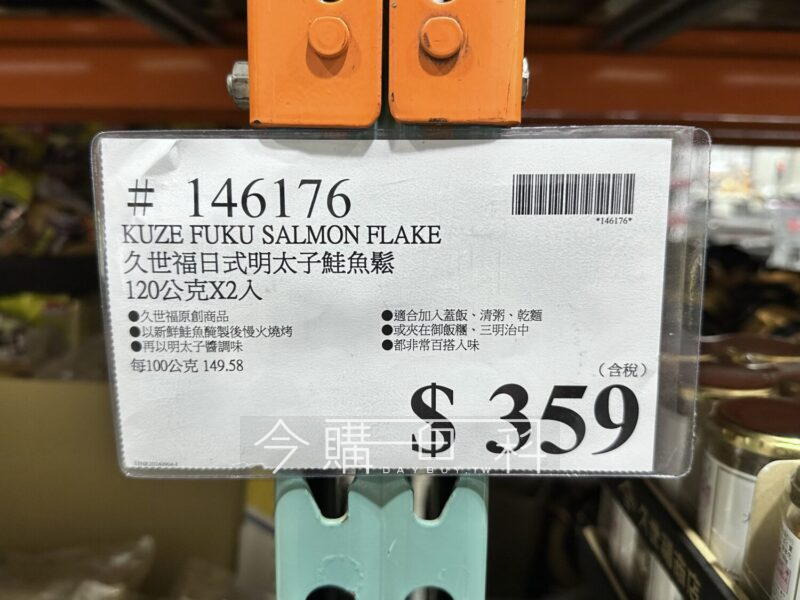 # 146176
*146176*
KUZE FUKU SALMON FLAKE
久世福日式明太子鮭魚鬆
120公克X2入
●久世福原創商品
●以新鮮鮭魚醃製後慢火燒烤
●再以明太子醬調味
每100公克 149.58
●適合加入蓋飯、清粥、乾麵
●或夾在御飯糰、三明治中
●都非常百搭入味
(含稅)
$ 359
今購百科
DAYBUY.TW